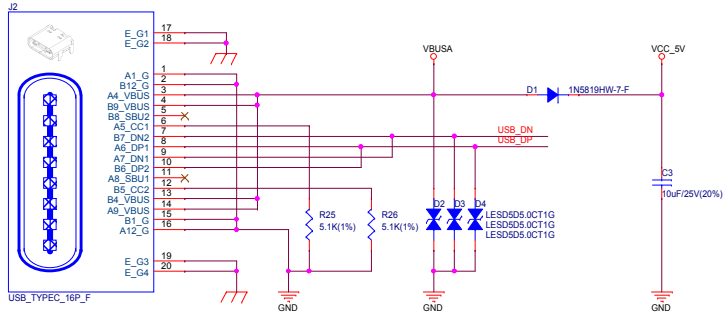 J2
E_G1 17
E_G2 18
A1_G 1
B12_G 2
A4_VBUS 3
B9_VBUS 4
B8_SBU2 5
A5_CC1 6
B7_DN2 7
A6_DP1 8
A7_DN1 9
B6_DP2 10
A8_SBU1 11
B5_CC2 12
B4_VBUS 13
A9_VBUS 14
B1_G 15
A12_G 16
E_G3 19
E_G4 20
USB_TYPEC_16P_F
VBUSA
VCC_5V
D1 1N5819HW-7-F
USB_DN
USB_DP
R25
5.1K(1%)
R26
5.1K(1%)
D2 D3 D4
LESD5D5.0CT1G
LESD5D5.0CT1G
LESD5D5.0CT1G
C3
10uF/25V(20%)
GND
GND
GND